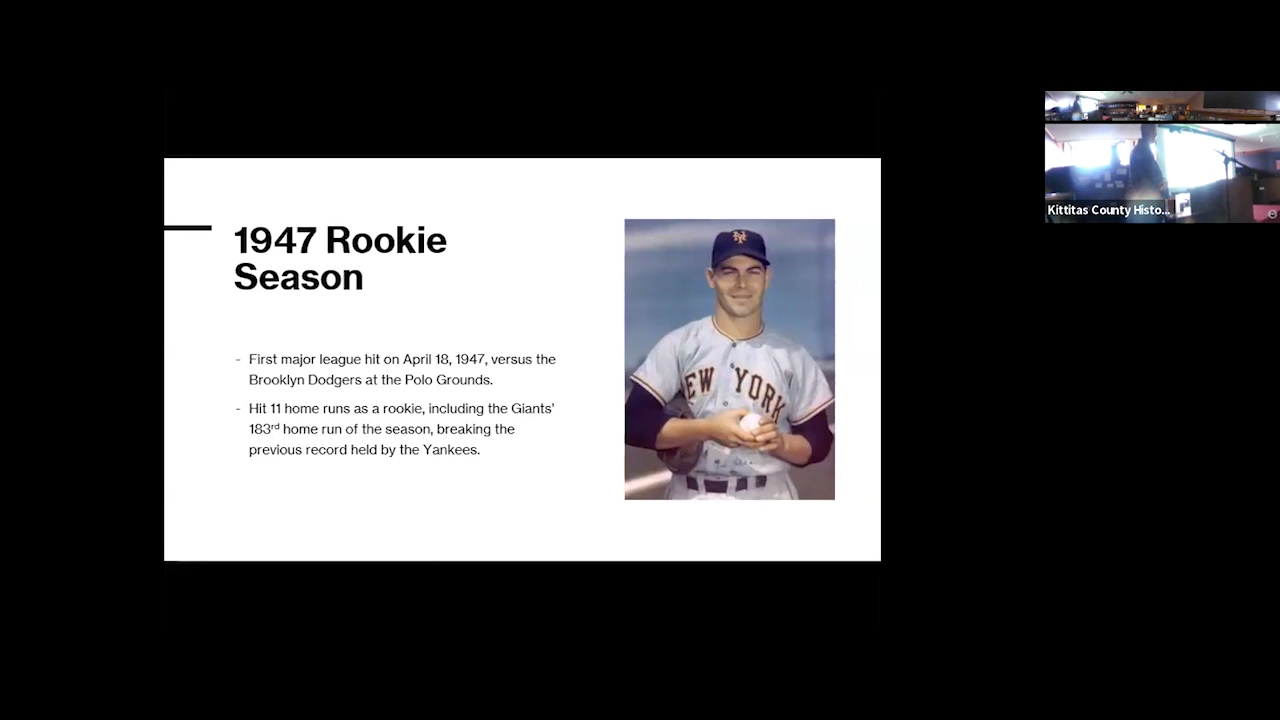 1947 Rookie
Season
- First major league hit on April 18, 1947, versus the
Brooklyn Dodgers at the Polo Grounds.
- Hit 11 home runs as a rookie, including the Giants’
183rd home run of the season, breaking the
previous record held by the Yankees.
NY
EW YORK
Kittitas County Histo...